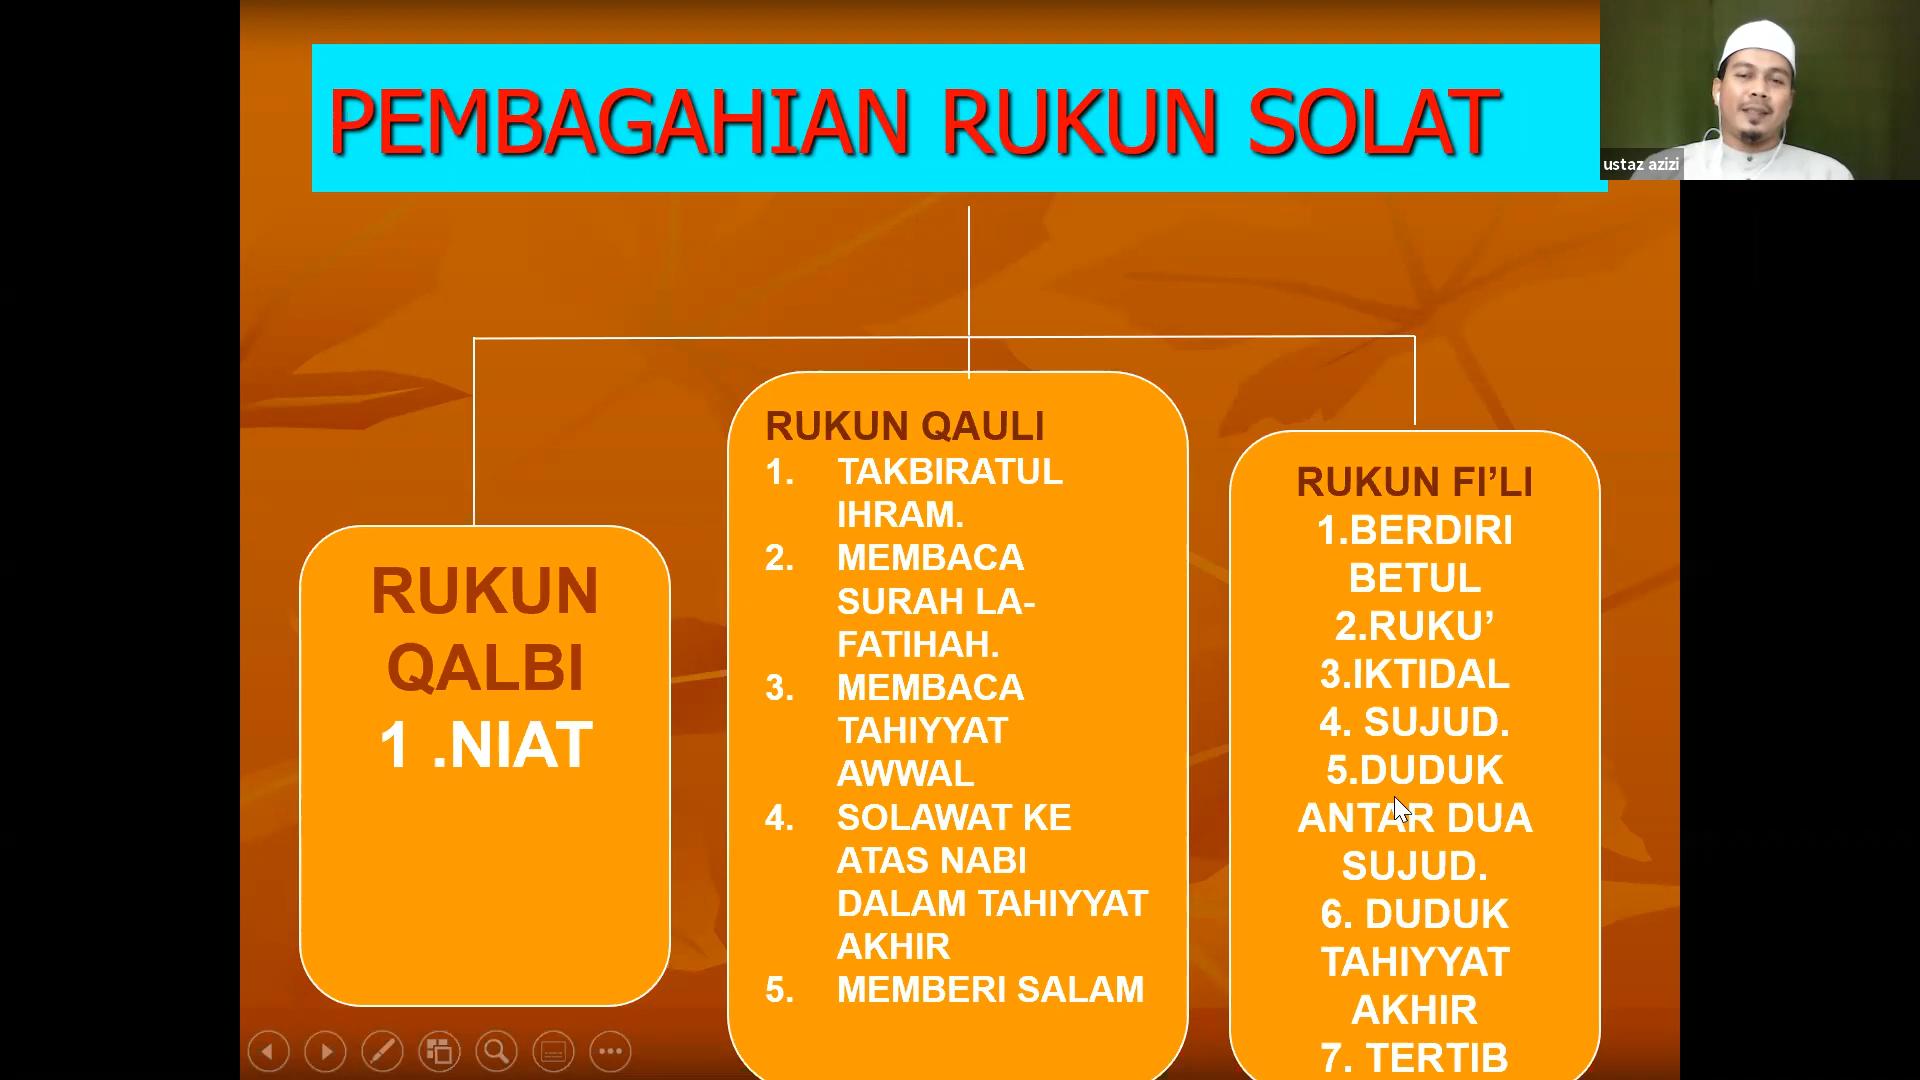 PEMBAGAHIAN RUKUN SOLAT
ustaz azizi
RUKUN
QALBI
1 .NIAT
RUKUN QAULI
1. TAKBIRATUL
IHRAM.
2. MEMBACA
SURAH LA-
FATIHAH.
3. MEMBACA
TAHIYYAT
AWWAL
4. SOLAWAT KE
ATAS NABI
DALAM TAHIYYAT
AKHIR
5. MEMBERI SALAM
RUKUN FI’LI
1.BERDIRI
BETUL
2.RUKU’
3.IKTIDAL
4. SUJUD.
5.DUDUK
ANTAR DUA
SUJUD.
6. DUDUK
TAHIYYAT
AKHIR
7. TERTIB